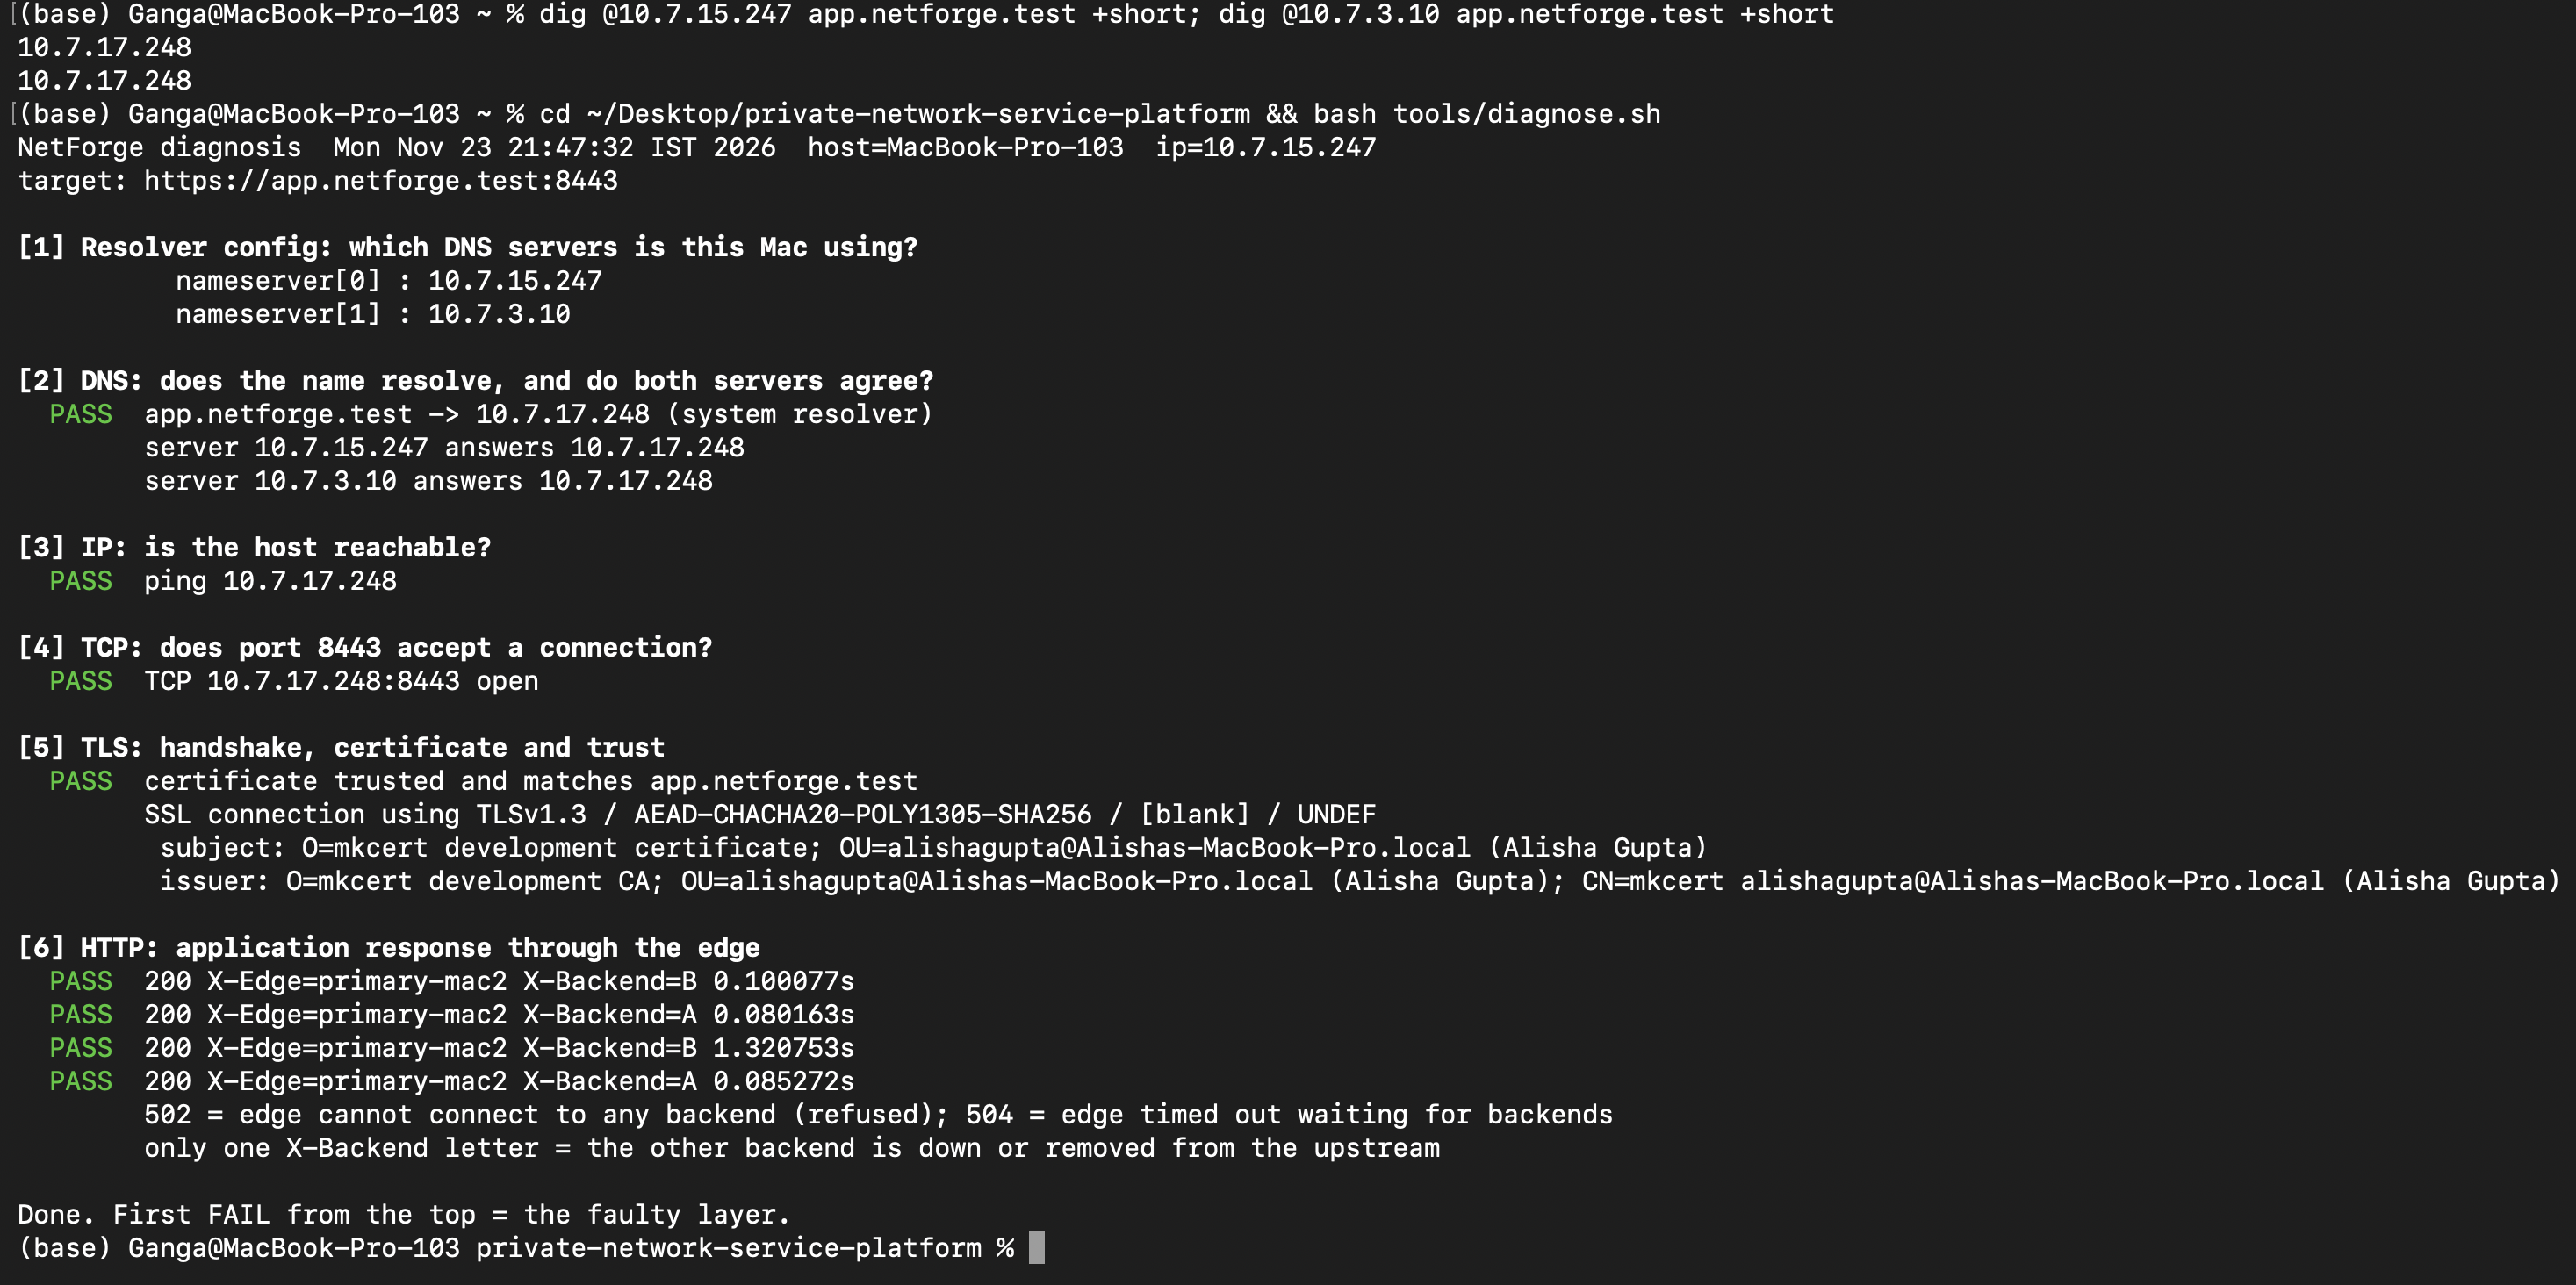 (base) Ganga@MacBook-Pro-103 ~ % dig @10.7.15.247 app.netforge.test +short; dig @10.7.3.10 app.netforge.test +short
10.7.17.248
10.7.17.248
(base) Ganga@MacBook-Pro-103 ~ % cd ~/Desktop/private-network-service-platform && bash tools/diagnose.sh
NetForge diagnosis  Mon Nov 23 21:47:32 IST 2026  host=MacBook-Pro-103  ip=10.7.15.247
target: https://app.netforge.test:8443
[1] Resolver config: which DNS servers is this Mac using?
nameserver[0] : 10.7.15.247
nameserver[1] : 10.7.3.10
[2] DNS: does the name resolve, and do both servers agree?
PASS  app.netforge.test -> 10.7.17.248 (system resolver)
server 10.7.15.247 answers 10.7.17.248
server 10.7.3.10 answers 10.7.17.248
[3] IP: is the host reachable?
PASS  ping 10.7.17.248
[4] TCP: does port 8443 accept a connection?
PASS  TCP 10.7.17.248:8443 open
[5] TLS: handshake, certificate and trust
PASS  certificate trusted and matches app.netforge.test
SSL connection using TLSv1.3 / AEAD-CHACHA20-POLY1305-SHA256 / [blank] / UNDEF
subject: O=mkcert development certificate; OU=alishagupta@Alishas-MacBook-Pro.local (Alisha Gupta)
issuer: O=mkcert development CA; OU=alishagupta@Alishas-MacBook-Pro.local (Alisha Gupta); CN=mkcert alishagupta@Alishas-MacBook-Pro.local (Alisha Gupta)
[6] HTTP: application response through the edge
PASS  200 X-Edge=primary-mac2 X-Backend=B 0.100077s
PASS  200 X-Edge=primary-mac2 X-Backend=A 0.080163s
PASS  200 X-Edge=primary-mac2 X-Backend=B 1.320753s
PASS  200 X-Edge=primary-mac2 X-Backend=A 0.085272s
502 = edge cannot connect to any backend (refused); 504 = edge timed out waiting for backends
only one X-Backend letter = the other backend is down or removed from the upstream
Done. First FAIL from the top = the faulty layer.
(base) Ganga@MacBook-Pro-103 private-network-service-platform %